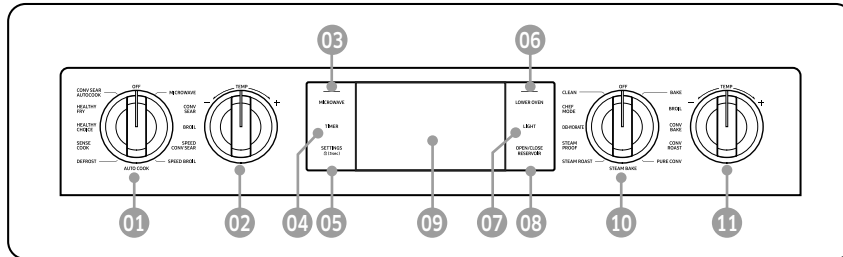 03
06
OFF
CONV SEAR
AUTOCOOK
MICROWAVE
HEALTHY
FRY
CONV
SEAR
HEALTHY
CHOICE
BROIL
SENSE
COOK
SPEED
CONV SEAR
DEFROST
SPEED BROIL
AUTO COOK
TEMP
−
+
MICROWAVE
TIMER
SETTINGS
LOWER OVEN
LIGHT
OPEN/CLOSE
RESERVOIR
OFF
CLEAN
BAKE
CHEF
MODE
BROIL
DEHYDRATE
CONV
BAKE
STEAM
PROOF
CONV
ROAST
STEAM ROAST
PURE CONV
STEAM BAKE
TEMP
−
+
01
02
04
05
09
07
08
10
11